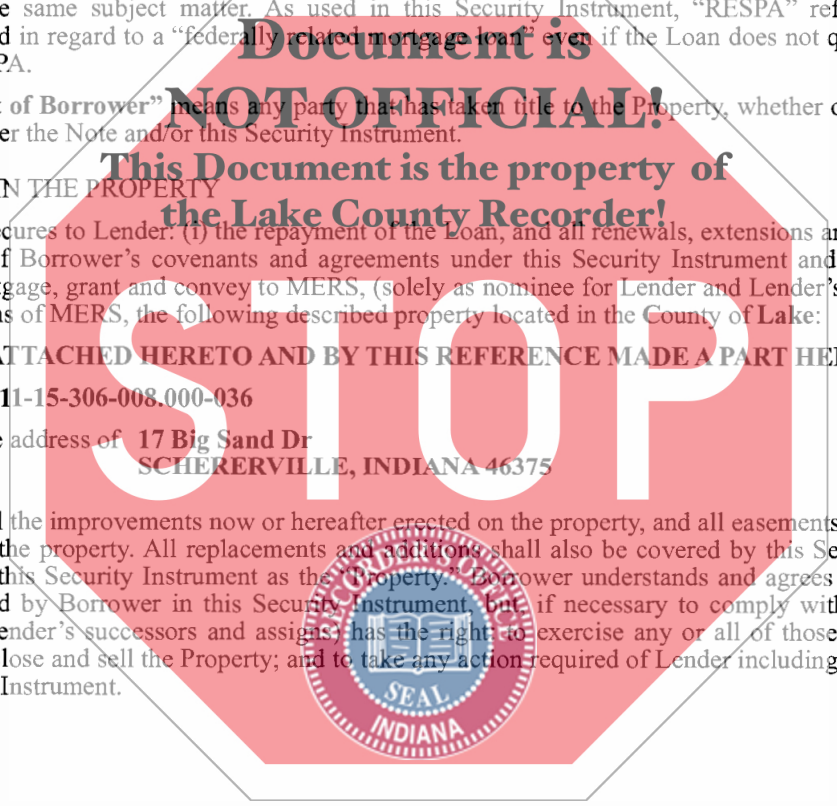 e same subject matter. As used in this Security Instrument, “RESPA” ref
d in regard to a “federally related mortgage loan” even if the Loan does not q
PA.
Document is
NOT OFFICIAL!
This Document is the property of
the Lake County Recorder!
t of Borrower” means any party that has taken title to the Property, whether o
er the Note and/or this Security Instrument.
N THE PROPERTY
cures to Lender: (i) the repayment of the Loan, and all renewals, extensions an
f Borrower’s covenants and agreements under this Security Instrument and
gage, grant and convey to MERS, (solely as nominee for Lender and Lender’s
ns of MERS, the following described property located in the County of Lake:
STOP
ATTACHED HERETO AND BY THIS REFERENCE MADE A PART HER
11-15-306-008.000-036
e address of 17 Big Sand Dr
SCHERERVILLE, INDIANA 46375
l the improvements now or hereafter erected on the property, and all easements
the property. All replacements and additions shall also be covered by this Se
this Security Instrument as the “Property.” Borrower understands and agrees
d by Borrower in this Security Instrument, but, if necessary to comply with
ender’s successors and assigns) has the right: to exercise any or all of those
lose and sell the Property; and to take any action required of Lender including
Instrument.
RECORDER'S OFFICE
SEAL
INDIANA